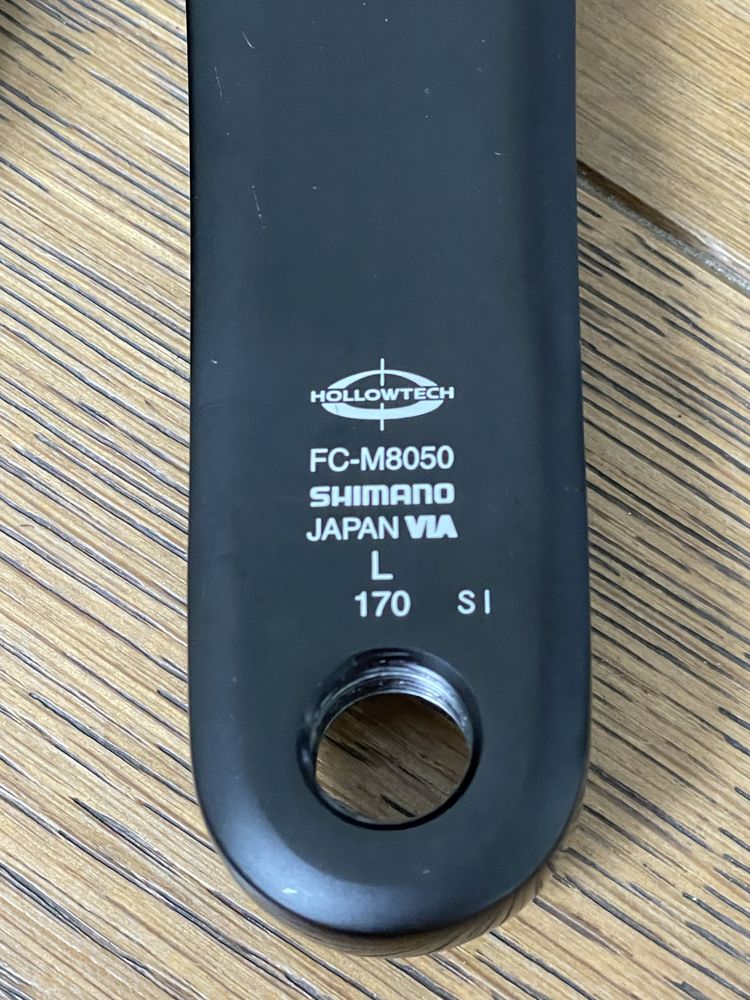 HOLLOWTECH
FC-M8050
SHIMANO
JAPAN VIA
L
170 SI